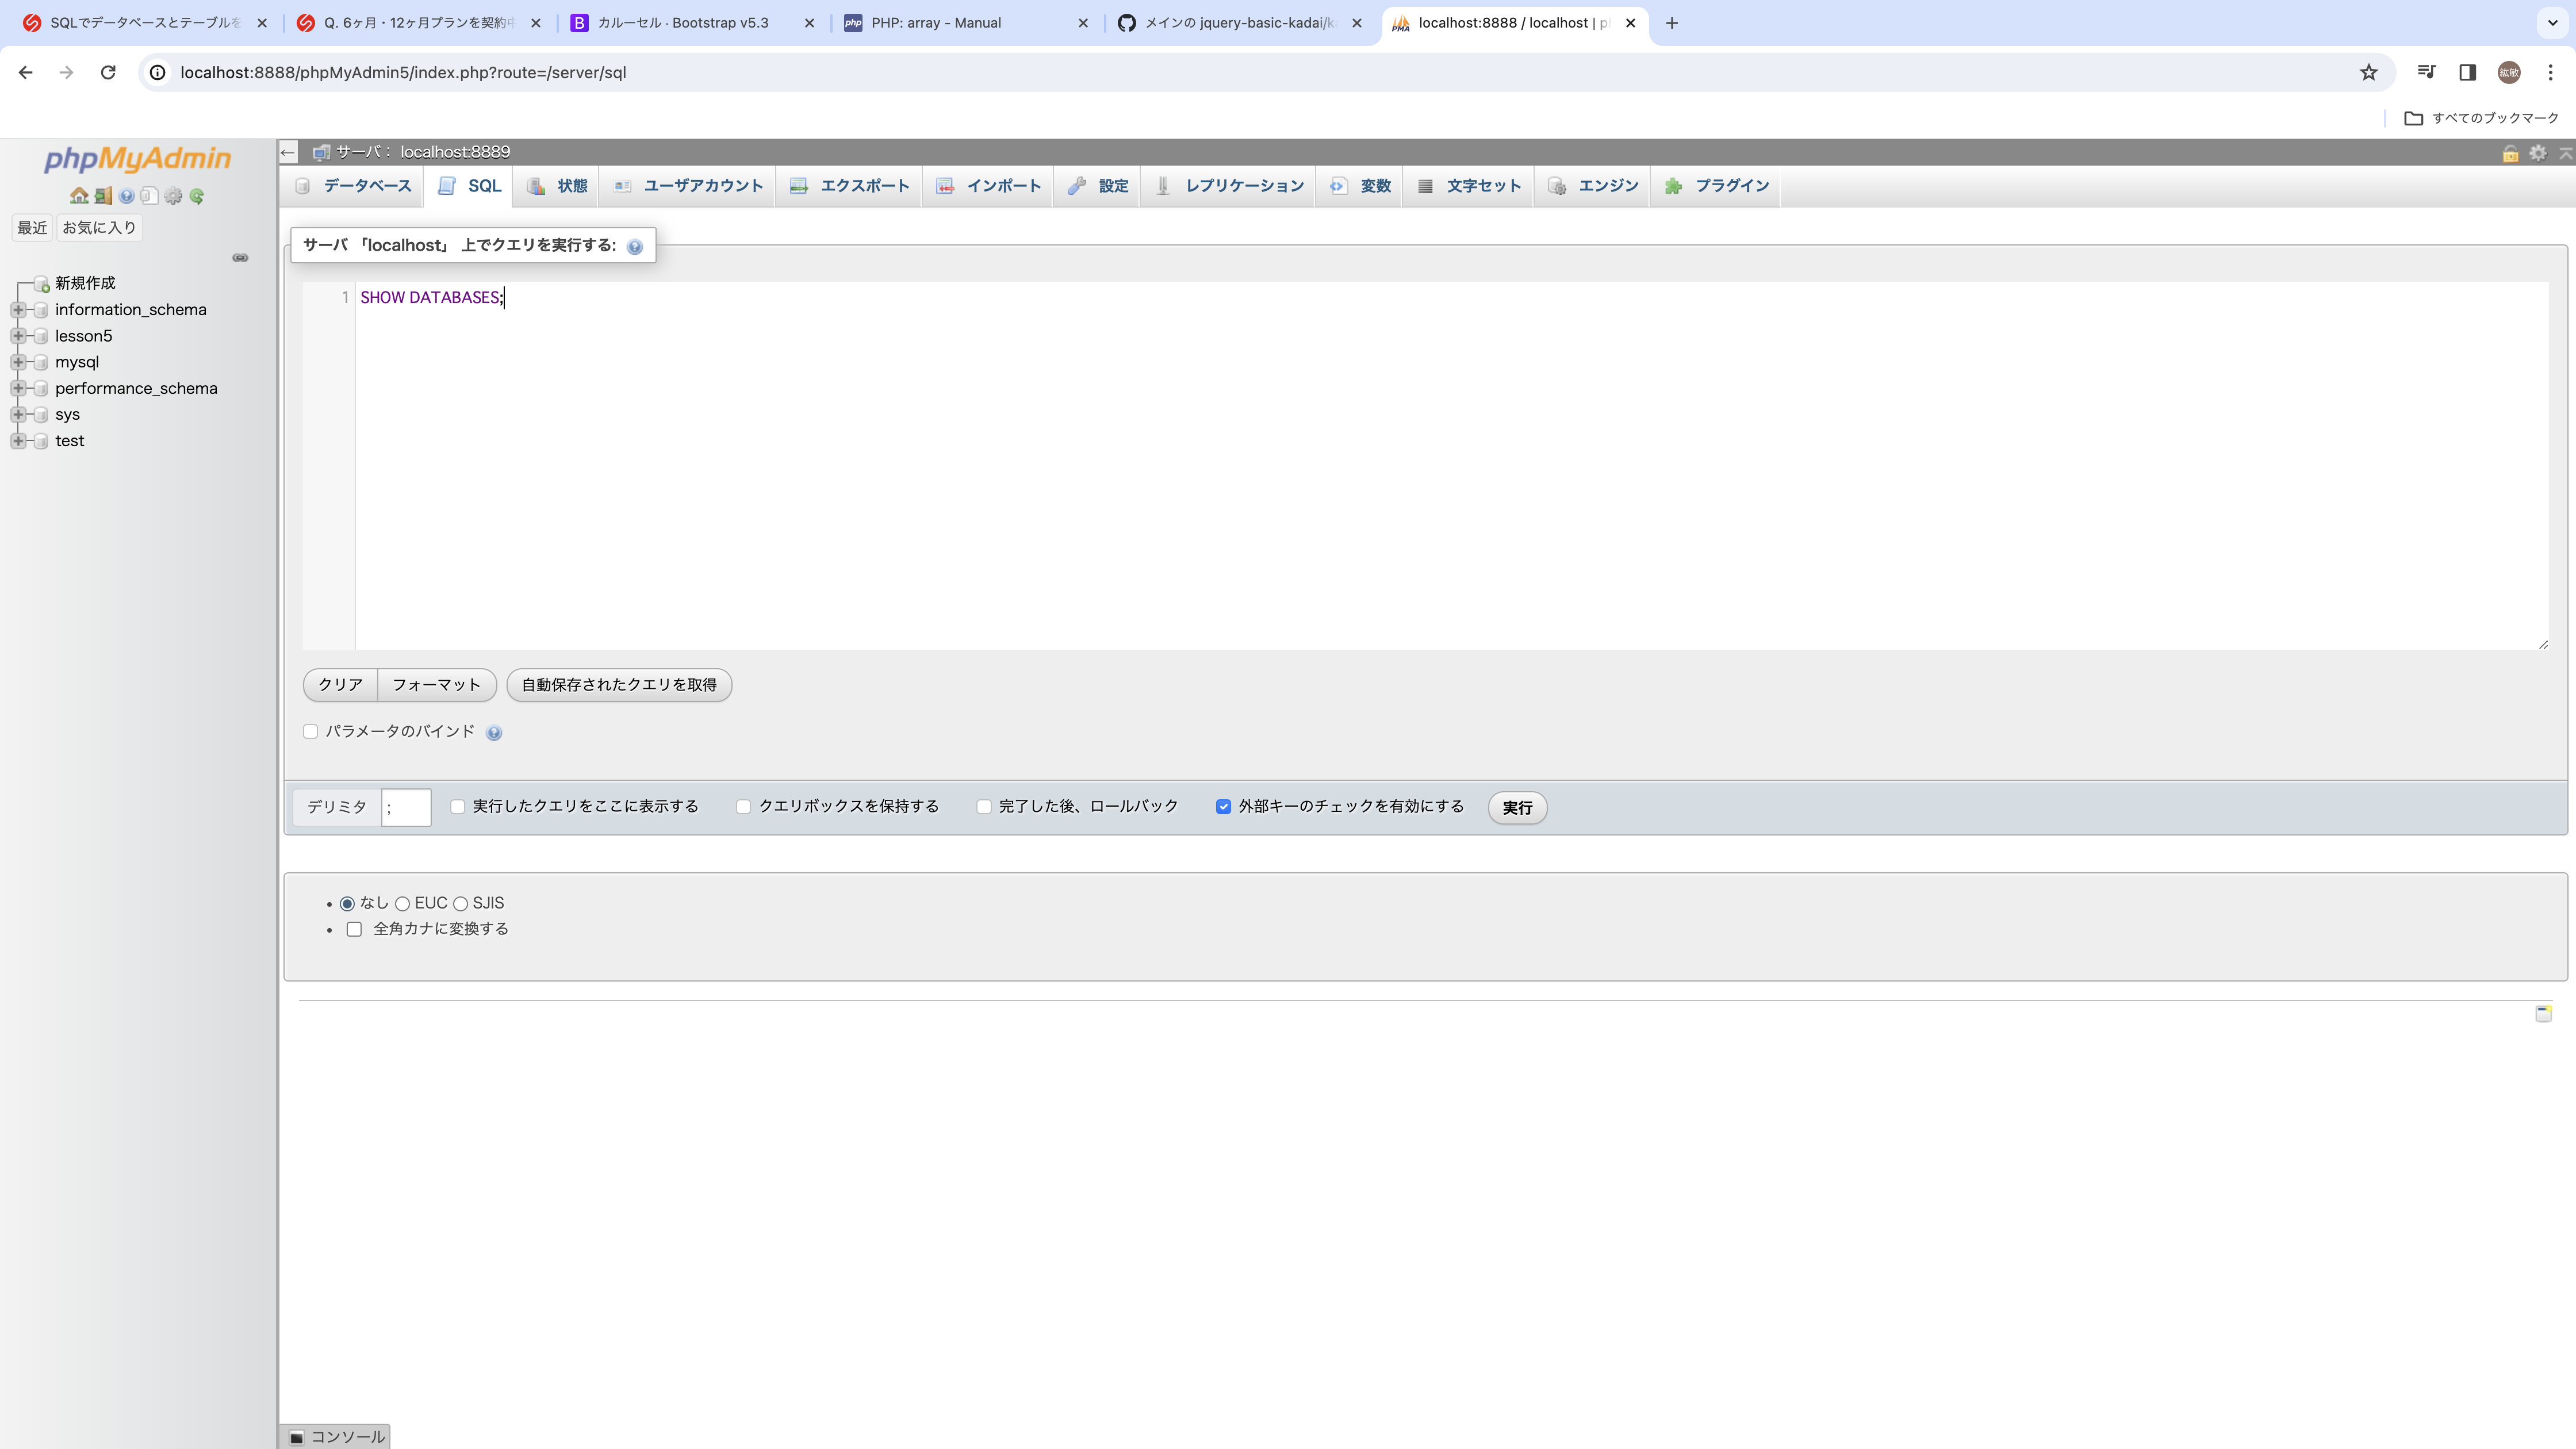 SQLでデータベースとテーブルを
Q. 6ヶ月・12ヶ月プランを契約中
カルーセル · Bootstrap v5.3
PHP: array - Manual
メインの jquery-basic-kadai/k
localhost:8888 / localhost | p
localhost:8888/phpMyAdmin5/index.php?route=/server/sql
紘敏
すべてのブックマーク
phpMyAdmin
最近 お気に入り
新規作成
information_schema
lesson5
mysql
performance_schema
sys
test
サーバ: localhost:8889
データベース SQL 状態 ユーザアカウント エクスポート インポート 設定 レプリケーション 変数 文字セット エンジン プラグイン
サーバ 「localhost」 上でクエリを実行する:
1 SHOW DATABASES;
クリア フォーマット 自動保存されたクエリを取得
パラメータのバインド
デリミタ ; 実行したクエリをここに表示する クエリボックスを保持する 完了した後、ロールバック 外部キーのチェックを有効にする 実行
なし EUC SJIS
全角カナに変換する
コンソール